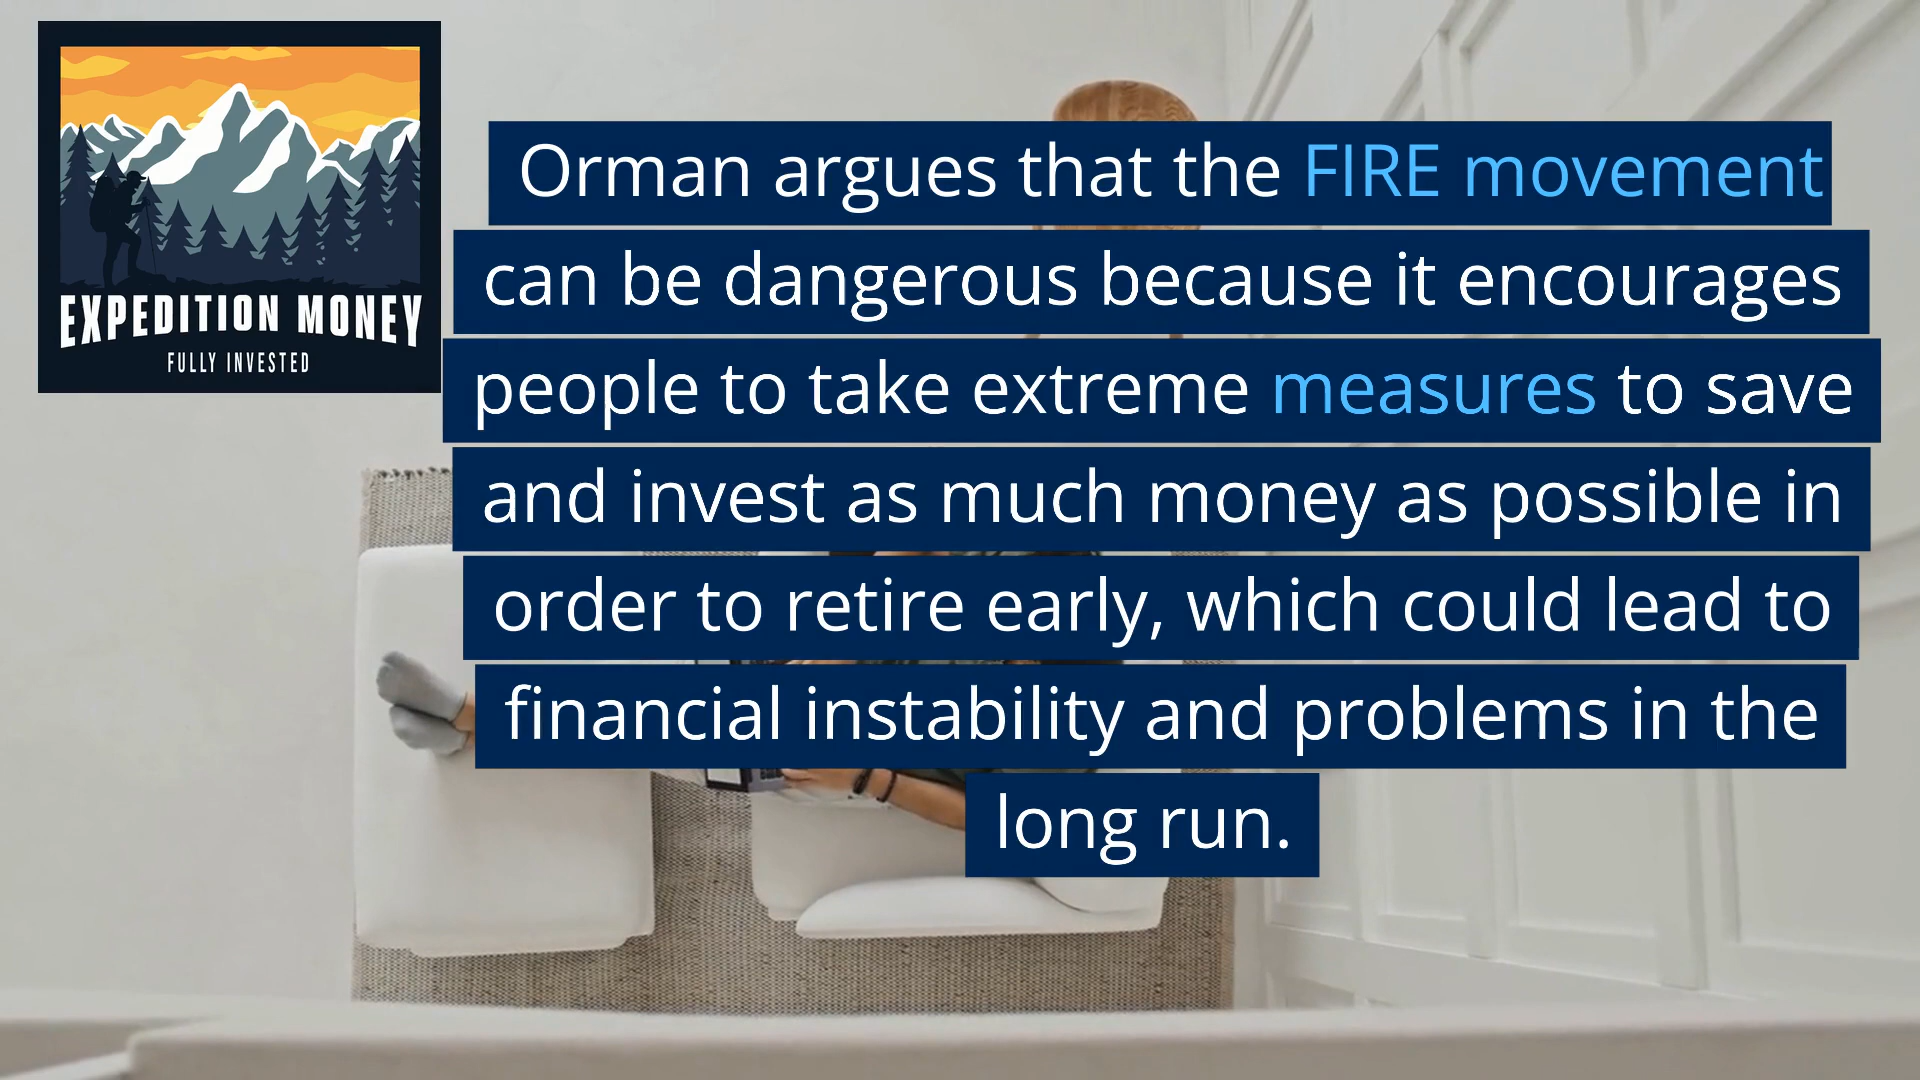 EXPEDITION MONEY
FULLY INVESTED
Orman argues that the FIRE movement
can be dangerous because it encourages
people to take extreme measures to save
and invest as much money as possible in
order to retire early, which could lead to
financial instability and problems in the
long run.